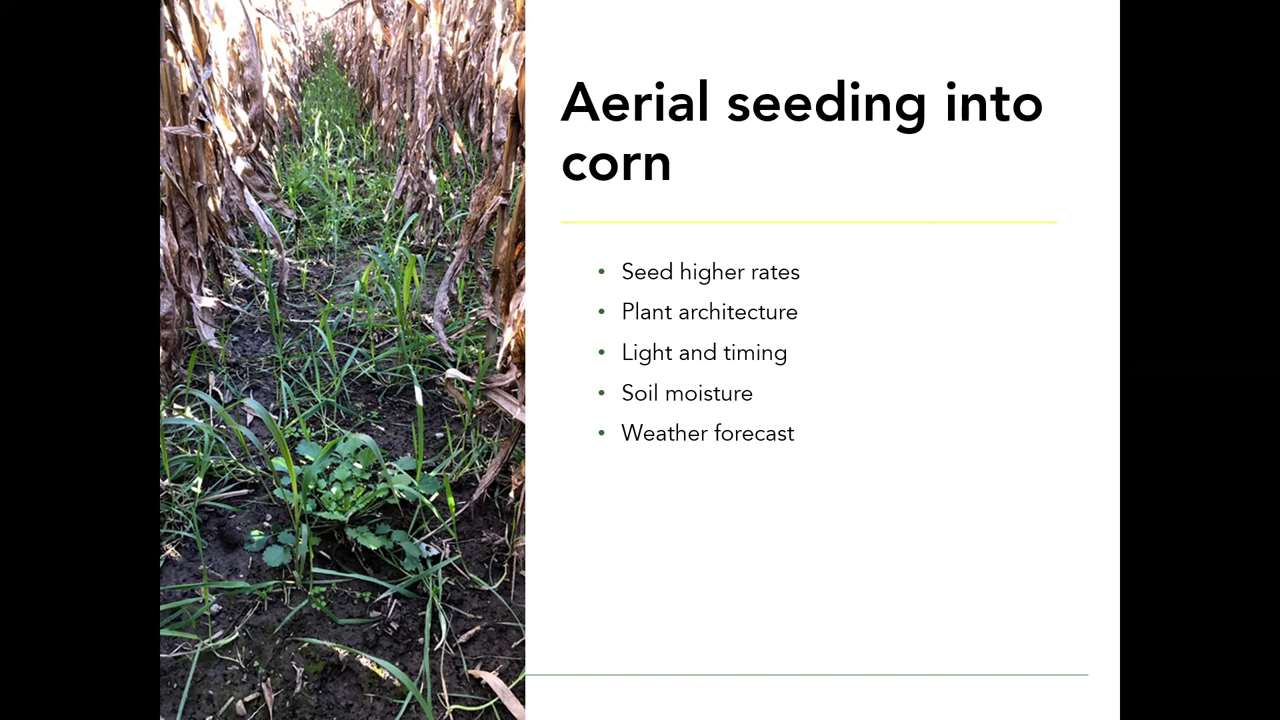 Aerial seeding into
corn
• Seed higher rates
• Plant architecture
• Light and timing
• Soil moisture
• Weather forecast